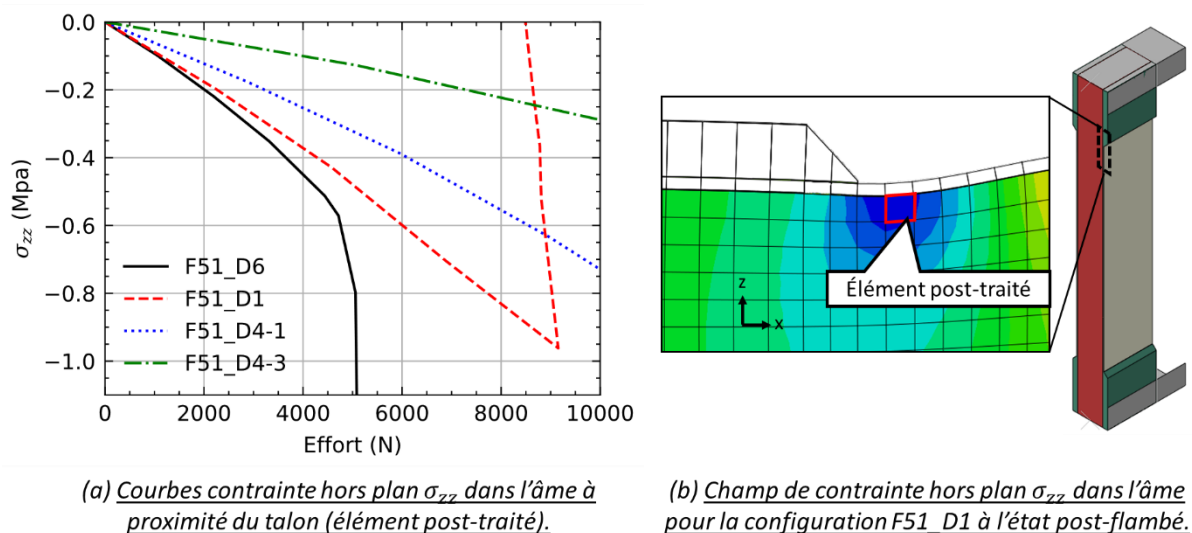 0.0
−0.2
−0.4
−0.6
−0.8
−1.0
σzz (Mpa)
F51_D6
F51_D1
F51_D4-1
F51_D4-3
0 2000 4000 6000 8000 10000
Effort (N)
Élément post-traité
z
x
(a) Courbes contrainte hors plan σzz dans l’âme à
proximité du talon (élément post-traité).
(b) Champ de contrainte hors plan σzz dans l’âme
pour la configuration F51_D1 à l’état post-flambé.